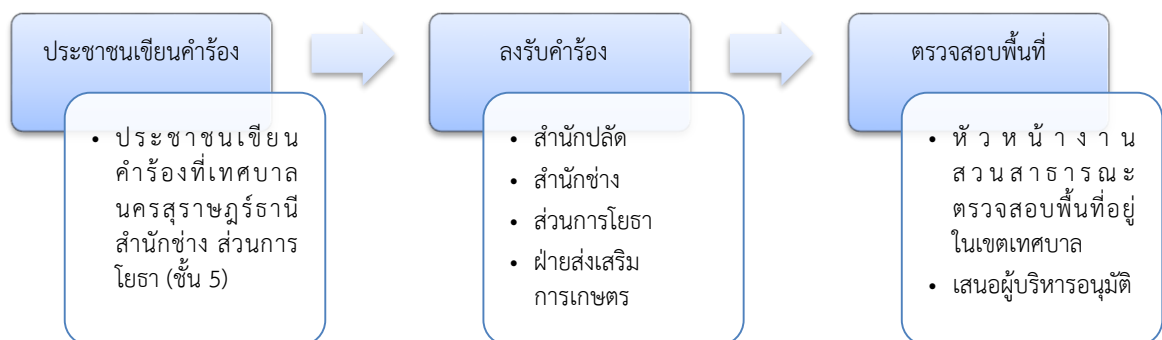 ประชาชนเขียนคำร้อง
• ประชาชนเขียน
คำร้องที่เทศบาล
นครสุราษฎร์ธานี
สำนักช่าง ส่วนการ
โยธา (ชั้น 5)
ลงรับคำร้อง
• สำนักปลัด
• สำนักช่าง
• ส่วนการโยธา
• ฝ่ายส่งเสริม
การเกษตร
ตรวจสอบพื้นที่
• หัวหน้างาน
สวนสาธารณะ
ตรวจสอบพื้นที่อยู่
ในเขตเทศบาล
• เสนอผู้บริหารอนุมัติ